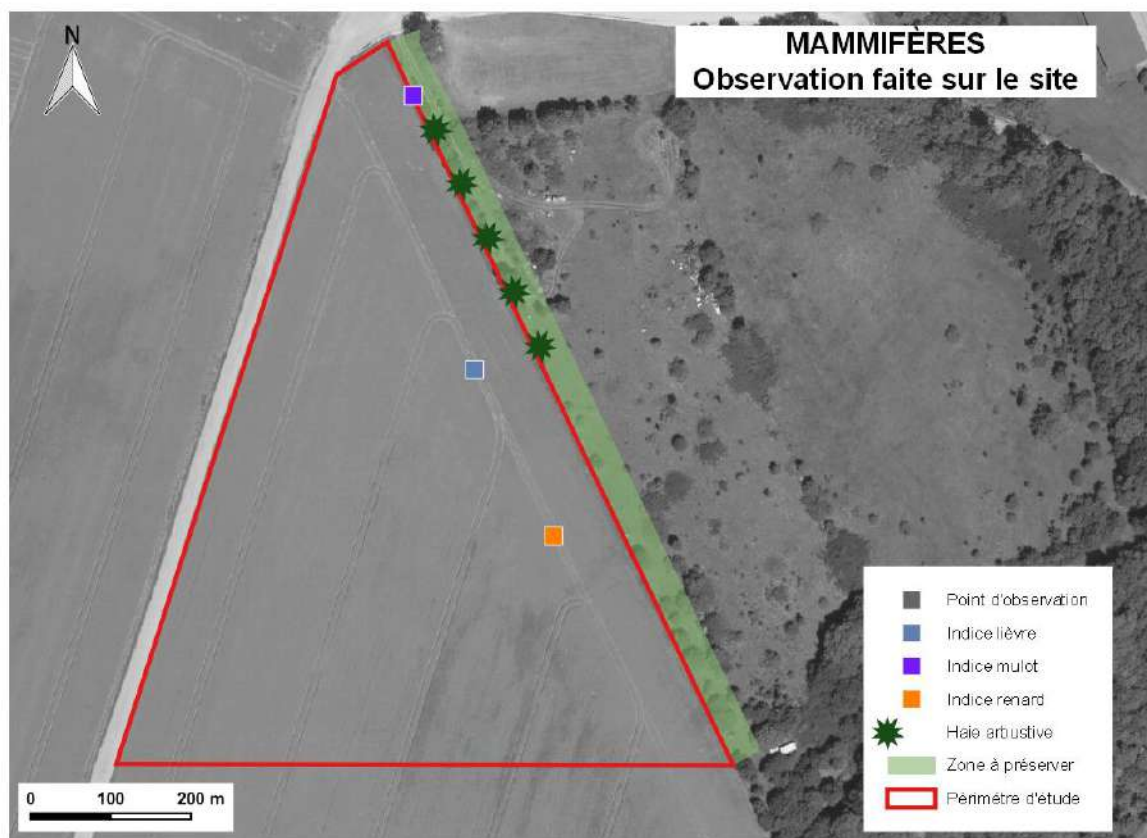 N
MAMMIFÈRES
Observation faite sur le site
Point d'observation
Indice lièvre
Indice mulot
Indice renard
Haie arbustive
Zone à préserver
Périmétre d'étude
0 100 200 m